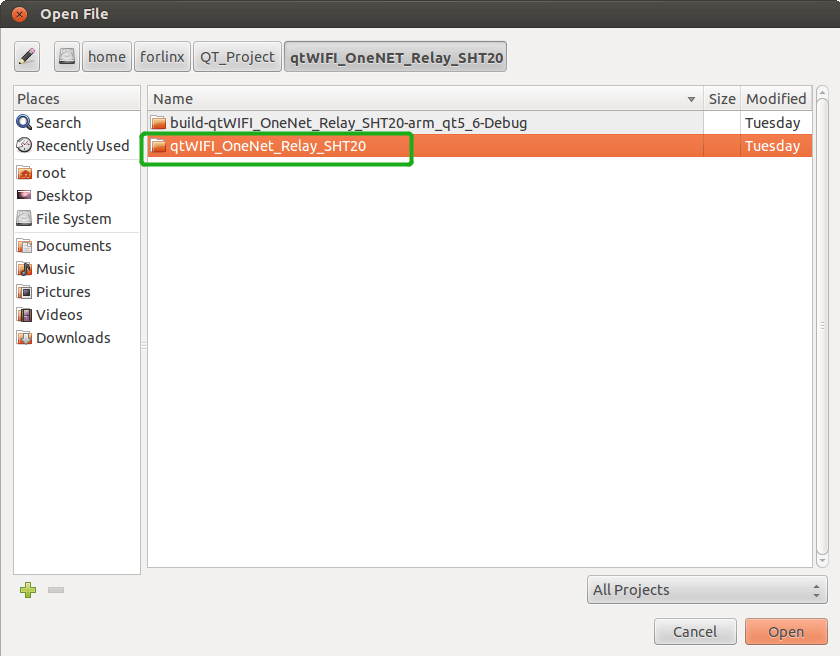 Open File
home forlinx QT_Project qtWIFI_OneNET_Relay_SHT20
Places
Search
Recently Used
root
Desktop
File System
Documents
Music
Pictures
Videos
Downloads
Name Size Modified
build-qtWIFI_OneNet_Relay_SHT20-arm_qt5_6-Debug Tuesday
qtWIFI_OneNet_Relay_SHT20 Tuesday
All Projects
Cancel Open